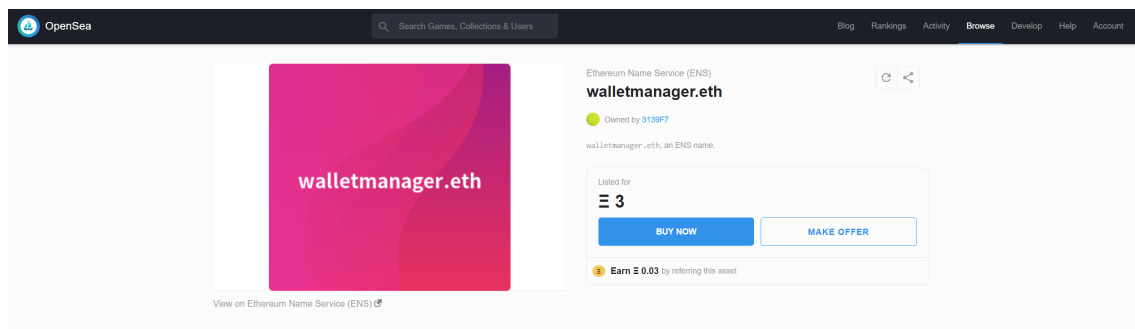 OpenSea
Search Games, Collections & Users
Blog Rankings Activity Browse Develop Help Account
walletmanager.eth
View on Ethereum Name Service (ENS)
Ethereum Name Service (ENS)
walletmanager.eth
Owned by 3139F7
walletmanager.eth, an ENS name.
Listed for
Ξ 3
BUY NOW MAKE OFFER
Earn Ξ 0.03 by referring this asset